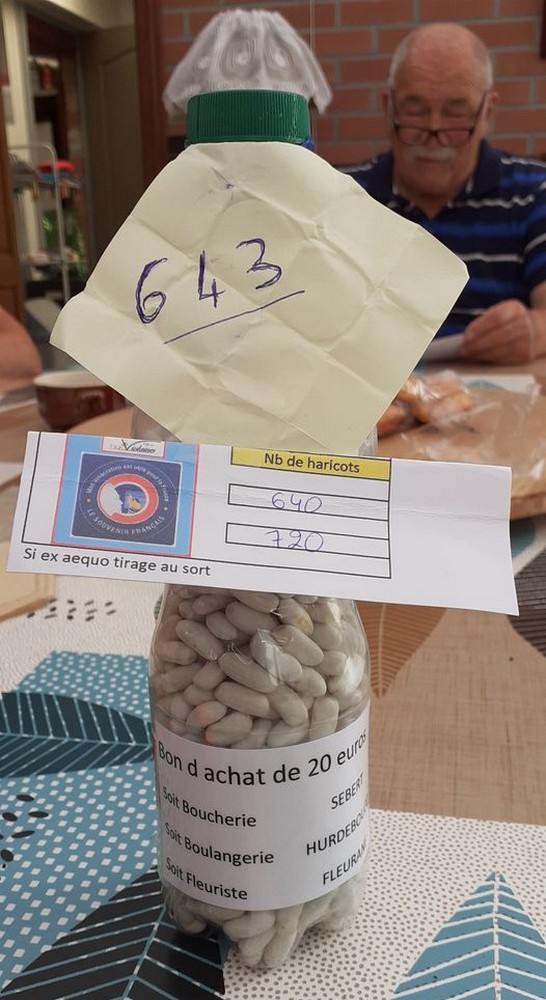 643
Nb de haricots
640
720
LE SOUVENIR FRANÇAIS
Si ex aequo tirage au sort
Bon d achat de 20 euros
Soit Boucherie SEBERT
Soit Boulangerie
Soit Fleuriste